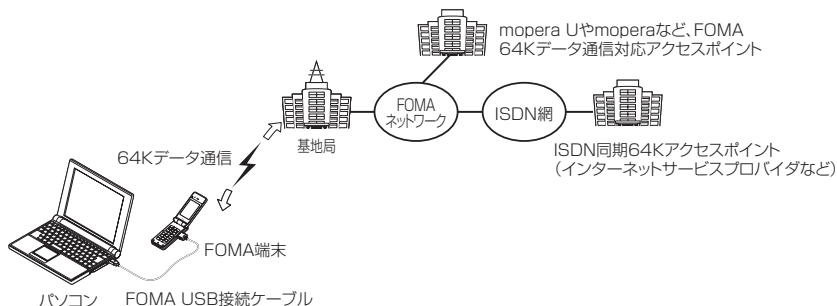 mopera Uやmoperaなど、FOMA
64Kデータ通信対応アクセスポイント
FOMA
ネットワーク
ISDN網
基地局
ISDN同期64Kアクセスポイント
(インターネットサービスプロバイダなど)
64Kデータ通信
FOMA端末
パソコン
FOMA USB接続ケーブル